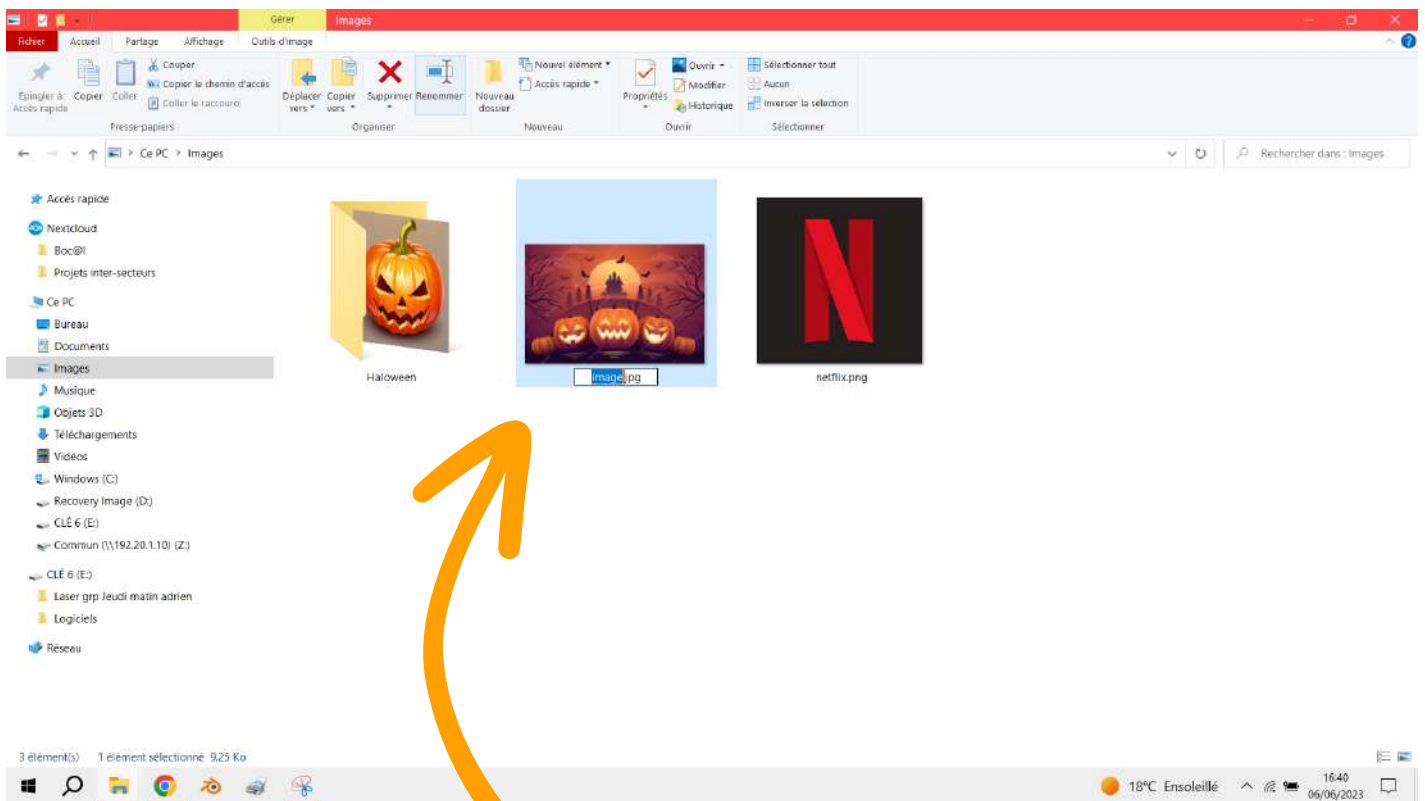 Gérer
Images
Fichier
Accueil
Partage
Affichage
Outils d'image
Épingler à Accès rapide
Copier
Coller
Couper
Copier le chemin d'accès
Coller le raccourci
Presse-papiers
Déplacer vers
Copier vers
Supprimer
Renommer
Organiser
Nouveau dossier
Nouvel élément
Accès rapide
Nouveau
Propriétés
Ouvrir
Modifier
Historique
Ouvrir
Sélectionner tout
Aucun
Inverser la sélection
Sélectionner
Ce PC > Images
Rechercher dans : Images
Accès rapide
Nextcloud
Boc@l
Projets inter-secteurs
Ce PC
Bureau
Documents
Images
Musique
Objets 3D
Téléchargements
Vidéos
Windows (C:)
Recovery Image (D:)
CLÉ 6 (E:)
Commun (\\192.20.1.10) (Z:)
CLÉ 6 (E:)
Laser grp Jeudi matin adrien
Logiciels
Réseau
Haloween
image.jpg
netflix.png
3 élément(s)
1 élément sélectionné 9,25 Ko
18°C Ensoleillé
16:40
06/06/2023